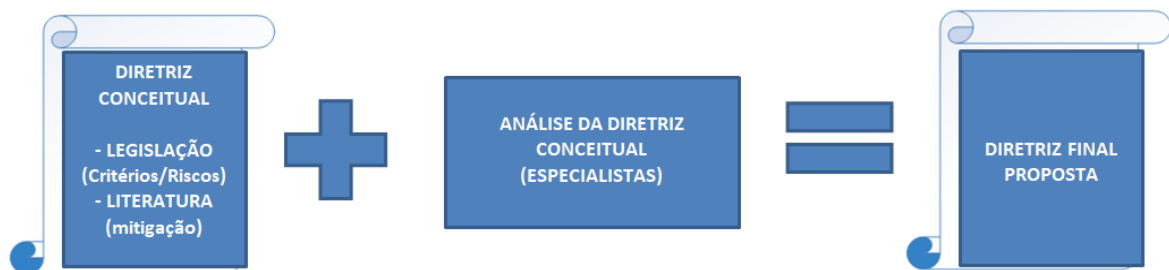 DIRETRIZ
CONCEITUAL
- LEGISLAÇÃO
(Critérios/Riscos)
- LITERATURA
(mitigação)
ANÁLISE DA DIRETRIZ
CONCEITUAL
(ESPECIALISTAS)
DIRETRIZ FINAL
PROPOSTA